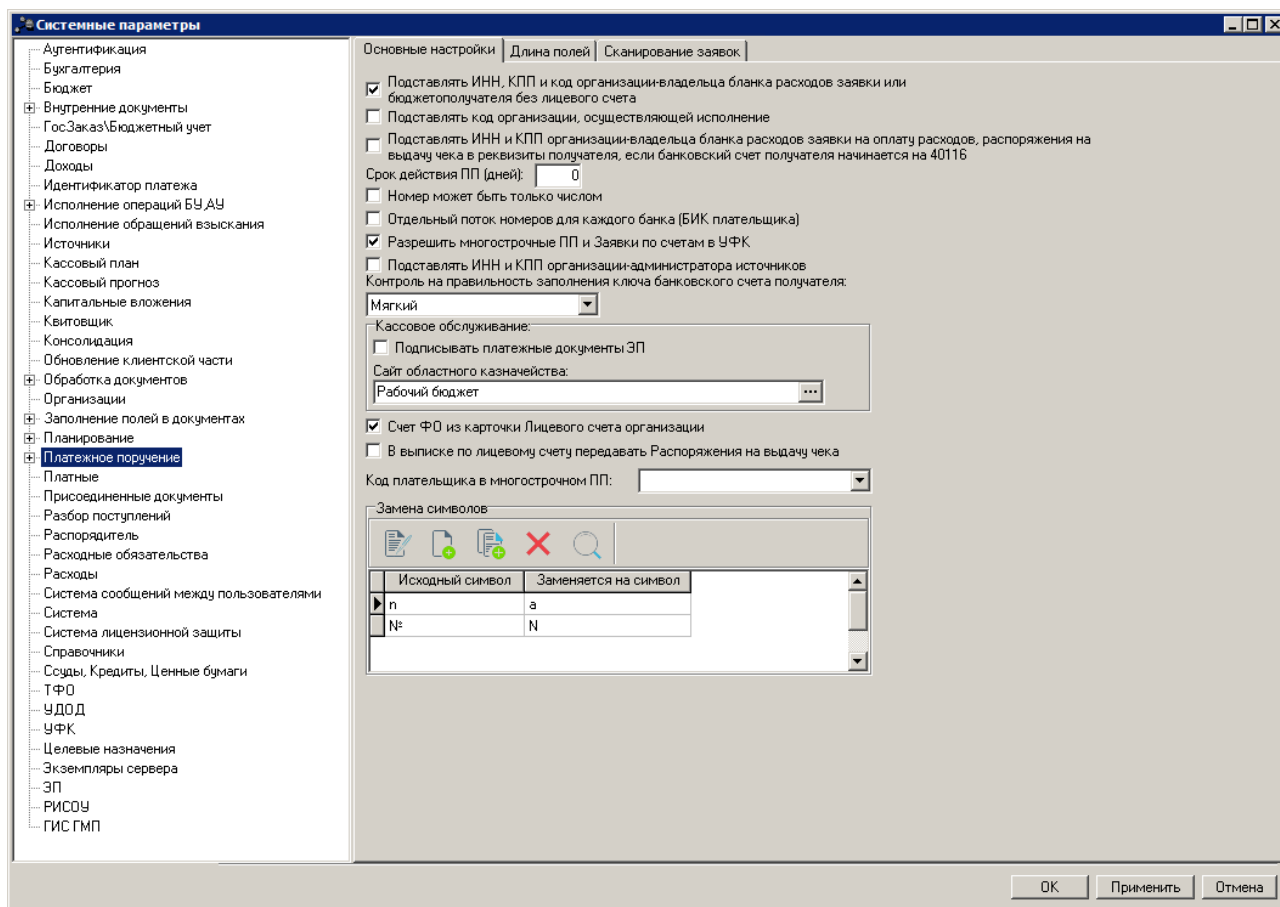 Системные параметры
Аутентификация
Бухгалтерия
Бюджет
Внутренние документы
ГосЗаказ\Бюджетный учет
Договоры
Доходы
Идентификатор платежа
Исполнение операций БУ,АУ
Исполнение обращений взыскания
Источники
Кассовый план
Кассовый прогноз
Капитальные вложения
Квитовщик
Консолидация
Обновление клиентской части
Обработка документов
Организации
Заполнение полей в документах
Планирование
Платежное поручение
Платные
Присоединенные документы
Разбор поступлений
Распорядитель
Расходные обязательства
Расходы
Система сообщений между пользователями
Система
Система лицензионной защиты
Справочники
Ссуды, Кредиты, Ценные бумаги
ТФО
УДОД
УФК
Целевые назначения
Экземпляры сервера
ЭП
РИСОУ
ГИС ГМП
Основные настройки Длина полей Сканирование заявок
Подставлять ИНН, КПП и код организации-владельца бланка расходов заявки или
бюджетополучателя без лицевого счета
Подставлять код организации, осуществляющей исполнение
Подставлять ИНН и КПП организации-владельца бланка расходов заявки на оплату расходов, распоряжения на
выдачу чека в реквизиты получателя, если банковский счет получателя начинается на 40116
Срок действия ПП (дней): 0
Номер может быть только числом
Отдельный поток номеров для каждого банка (БИК плательщика)
Разрешить многострочные ПП и Заявки по счетам в УФК
Подставлять ИНН и КПП организации-администратора источников
Контроль на правильность заполнения ключа банковского счета получателя:
Мягкий
Кассовое обслуживание:
Подписывать платежные документы ЭП
Сайт областного казначейства:
Рабочий бюджет ...
Счет ФО из карточки Лицевого счета организации
В выписке по лицевому счету передавать Распоряжения на выдачу чека
Код плательщика в многострочном ПП:
Замена символов
Исходный символ Заменяется на символ
n a
№ N
OK Применить Отмена